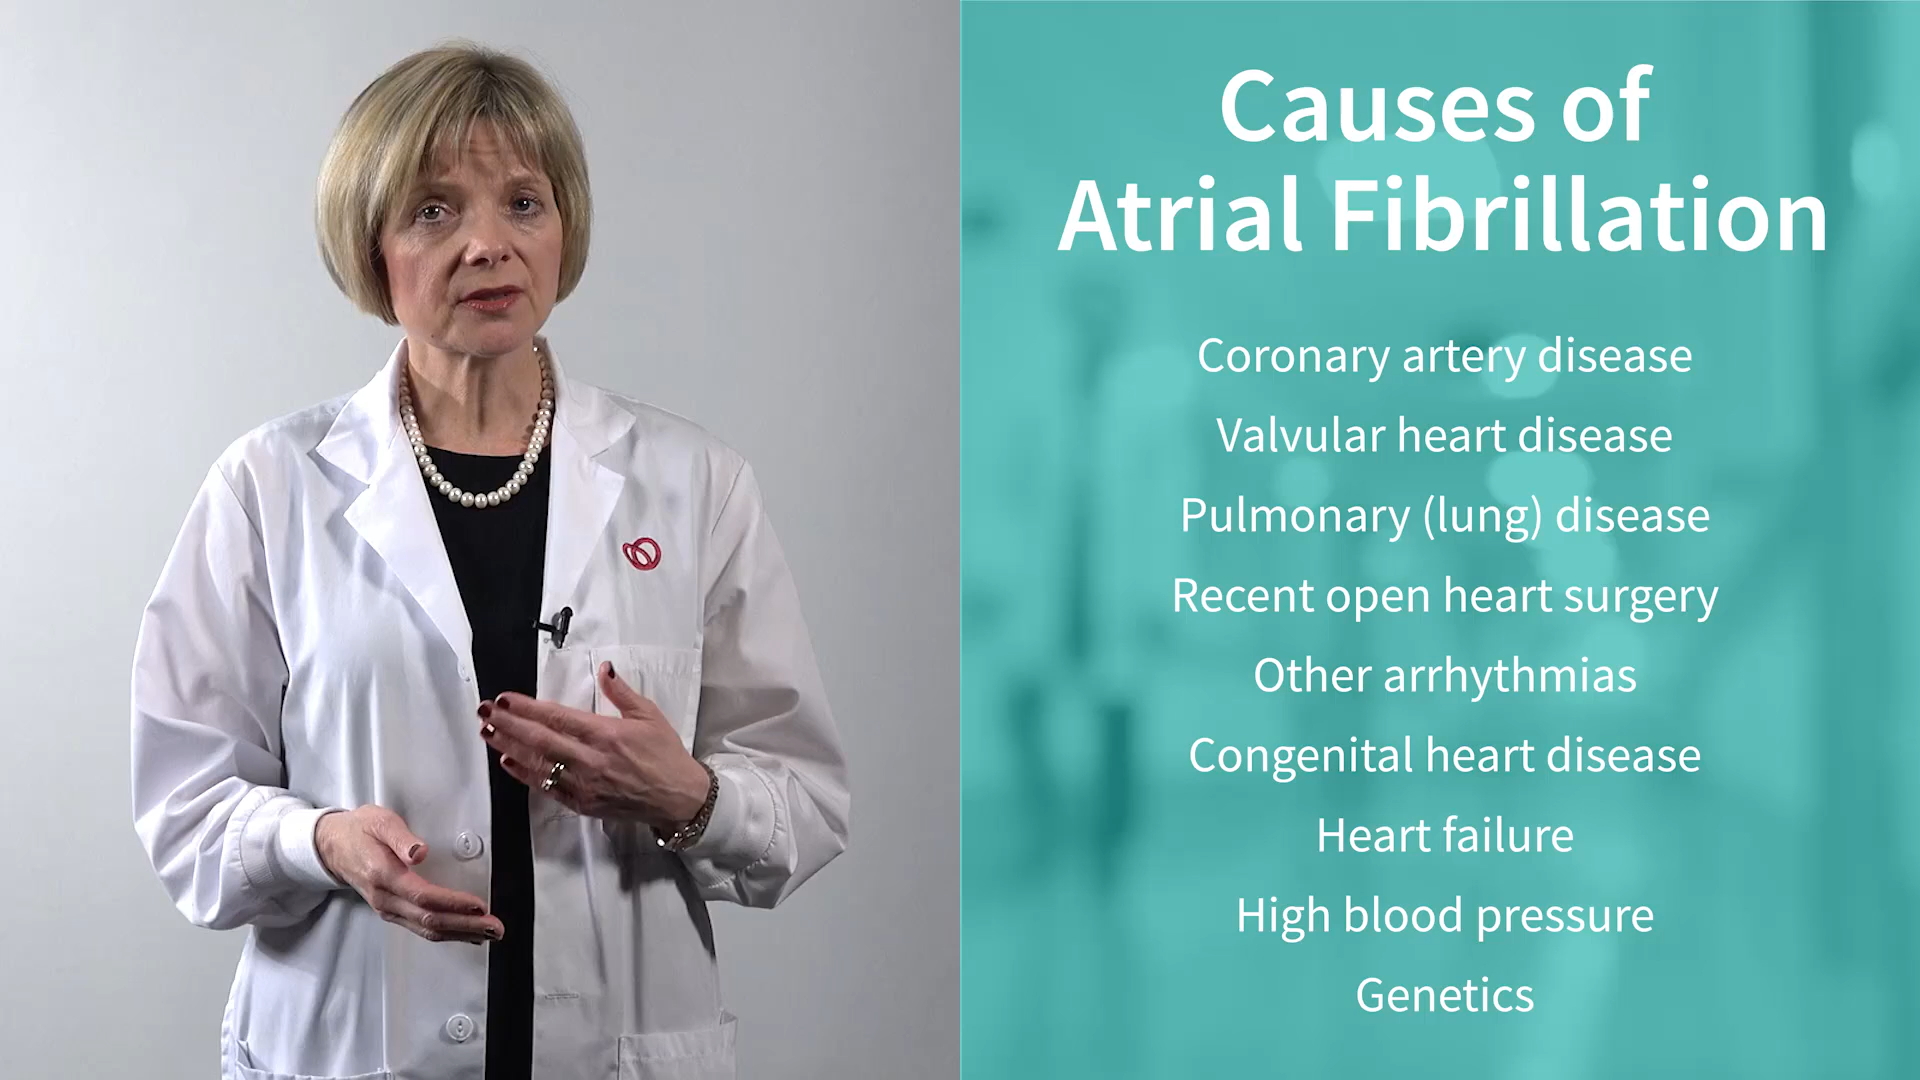 Causes of
Atrial Fibrillation
Coronary artery disease
Valvular heart disease
Pulmonary (lung) disease
Recent open heart surgery
Other arrhythmias
Congenital heart disease
Heart failure
High blood pressure
Genetics